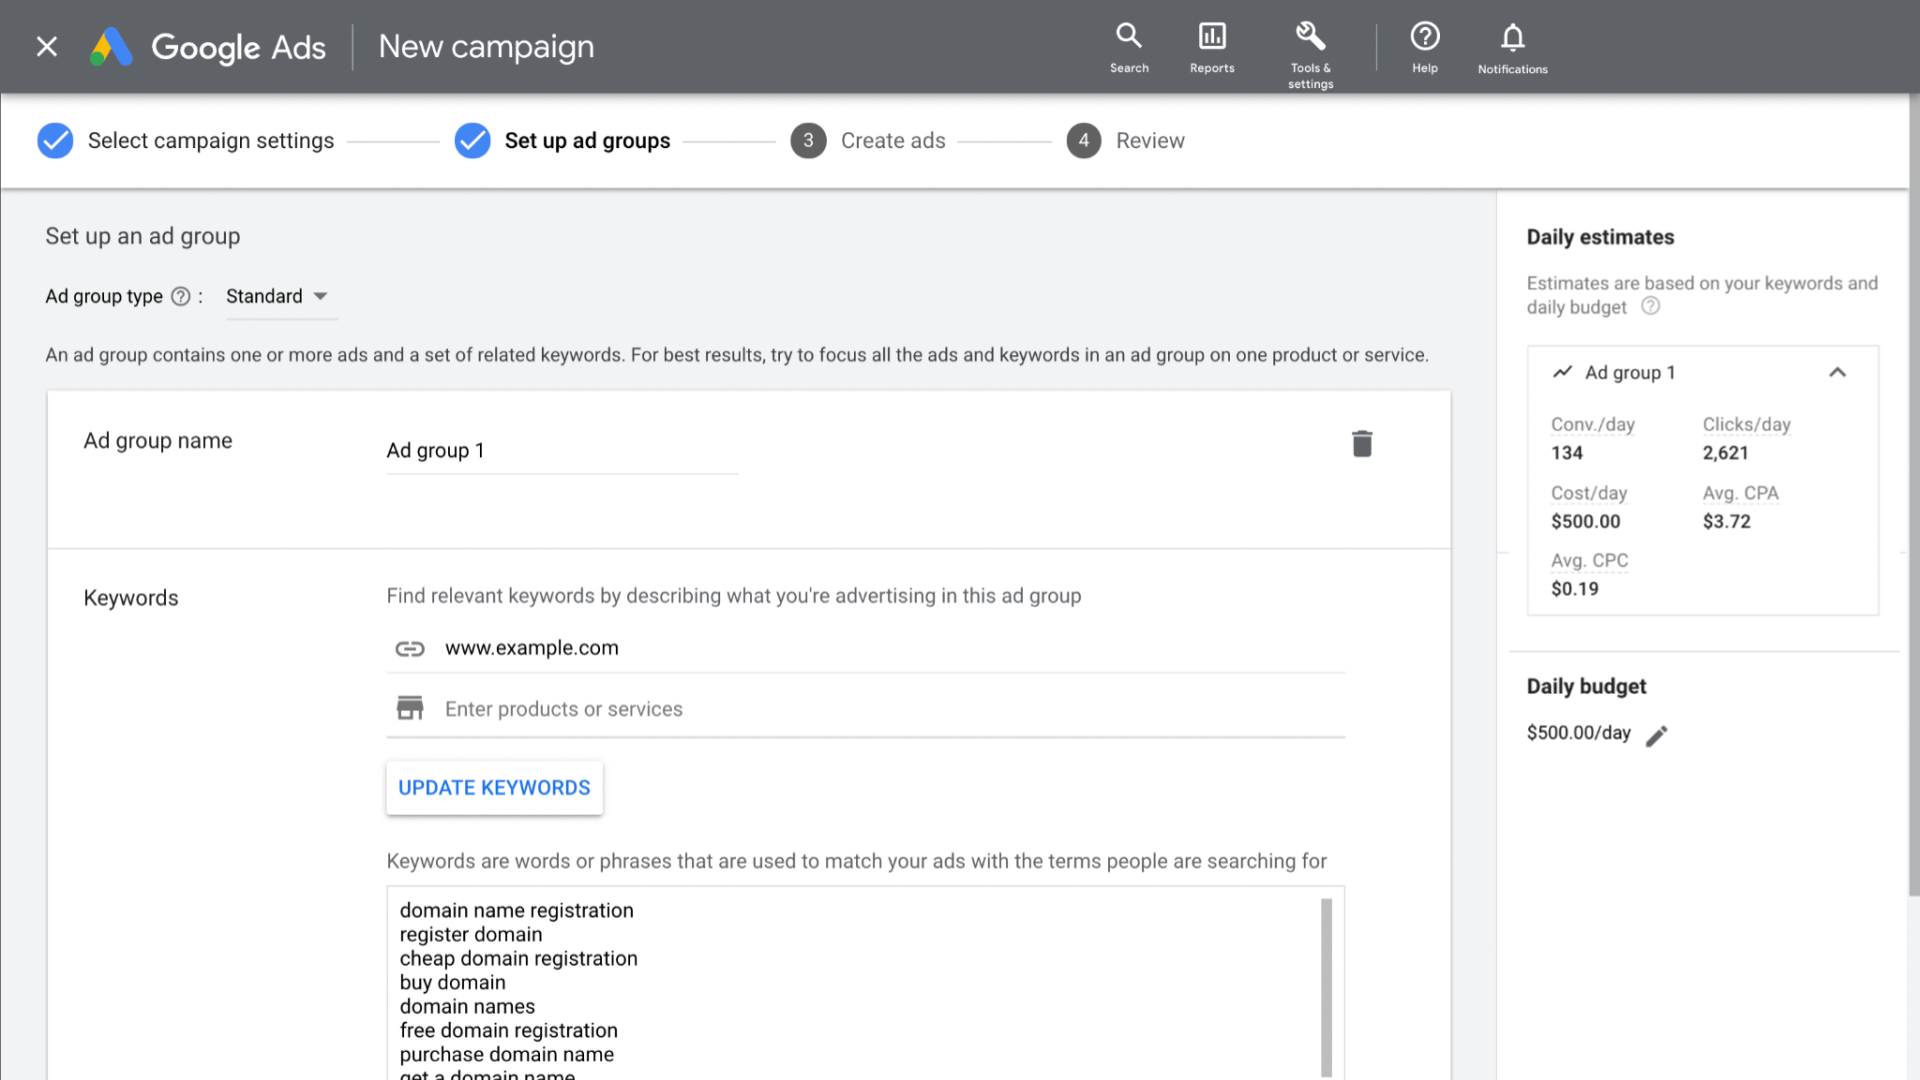 Google Ads
New campaign
Search
Reports
Tools &
settings
Help
Notifications
Select campaign settings
Set up ad groups
3
Create ads
4
Review
Set up an ad group
Ad group type ? :
Standard
An ad group contains one or more ads and a set of related keywords. For best results, try to focus all the ads and keywords in an ad group on one product or service.
Ad group name
Ad group 1
Keywords
Find relevant keywords by describing what you're advertising in this ad group
www.example.com
Enter products or services
UPDATE KEYWORDS
Keywords are words or phrases that are used to match your ads with the terms people are searching for
domain name registration
register domain
cheap domain registration
buy domain
domain names
free domain registration
purchase domain name
get a domain name
Daily estimates
Estimates are based on your keywords and
daily budget ?
Ad group 1
Conv./day Clicks/day
134 2,621
Cost/day Avg. CPA
$500.00 $3.72
Avg. CPC
$0.19
Daily budget
$500.00/day